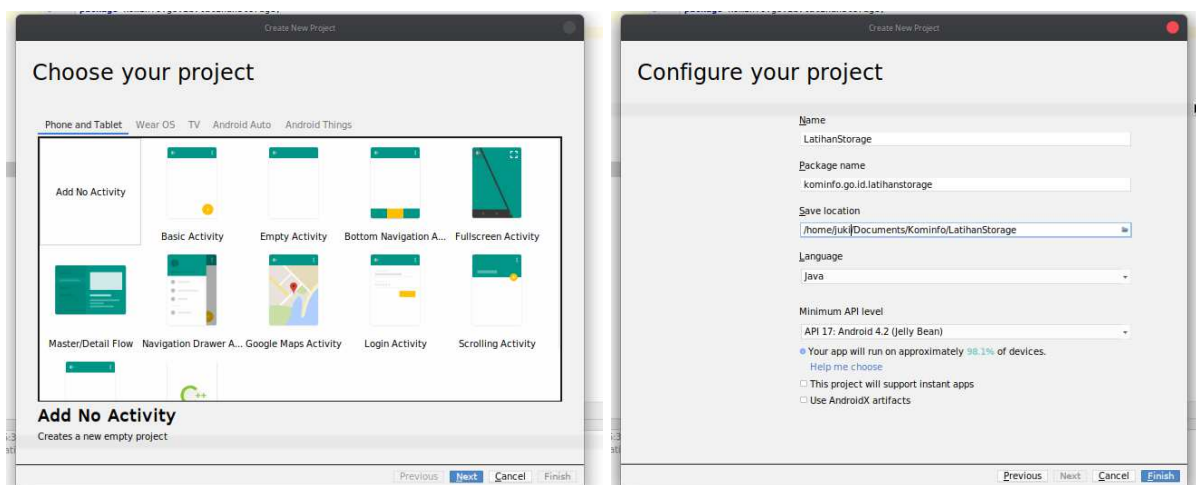 Create New Project
Choose your project
Phone and Tablet Wear OS TV Android Auto Android Things
Add No Activity
Basic Activity Empty Activity Bottom Navigation A... Fullscreen Activity
Master/Detail Flow Navigation Drawer A... Google Maps Activity Login Activity Scrolling Activity
C++
Add No Activity
Creates a new empty project
Previous Next Cancel Finish
Create New Project
Configure your project
Name
LatihanStorage
Package name
kominfo.go.id.latihanstorage
Save location
/home/juki/Documents/Kominfo/LatihanStorage
Language
Java
Minimum API level
API 17: Android 4.2 (Jelly Bean)
Your app will run on approximately 98.1% of devices.
Help me choose
This project will support instant apps
Use AndroidX artifacts
Previous Next Cancel Finish